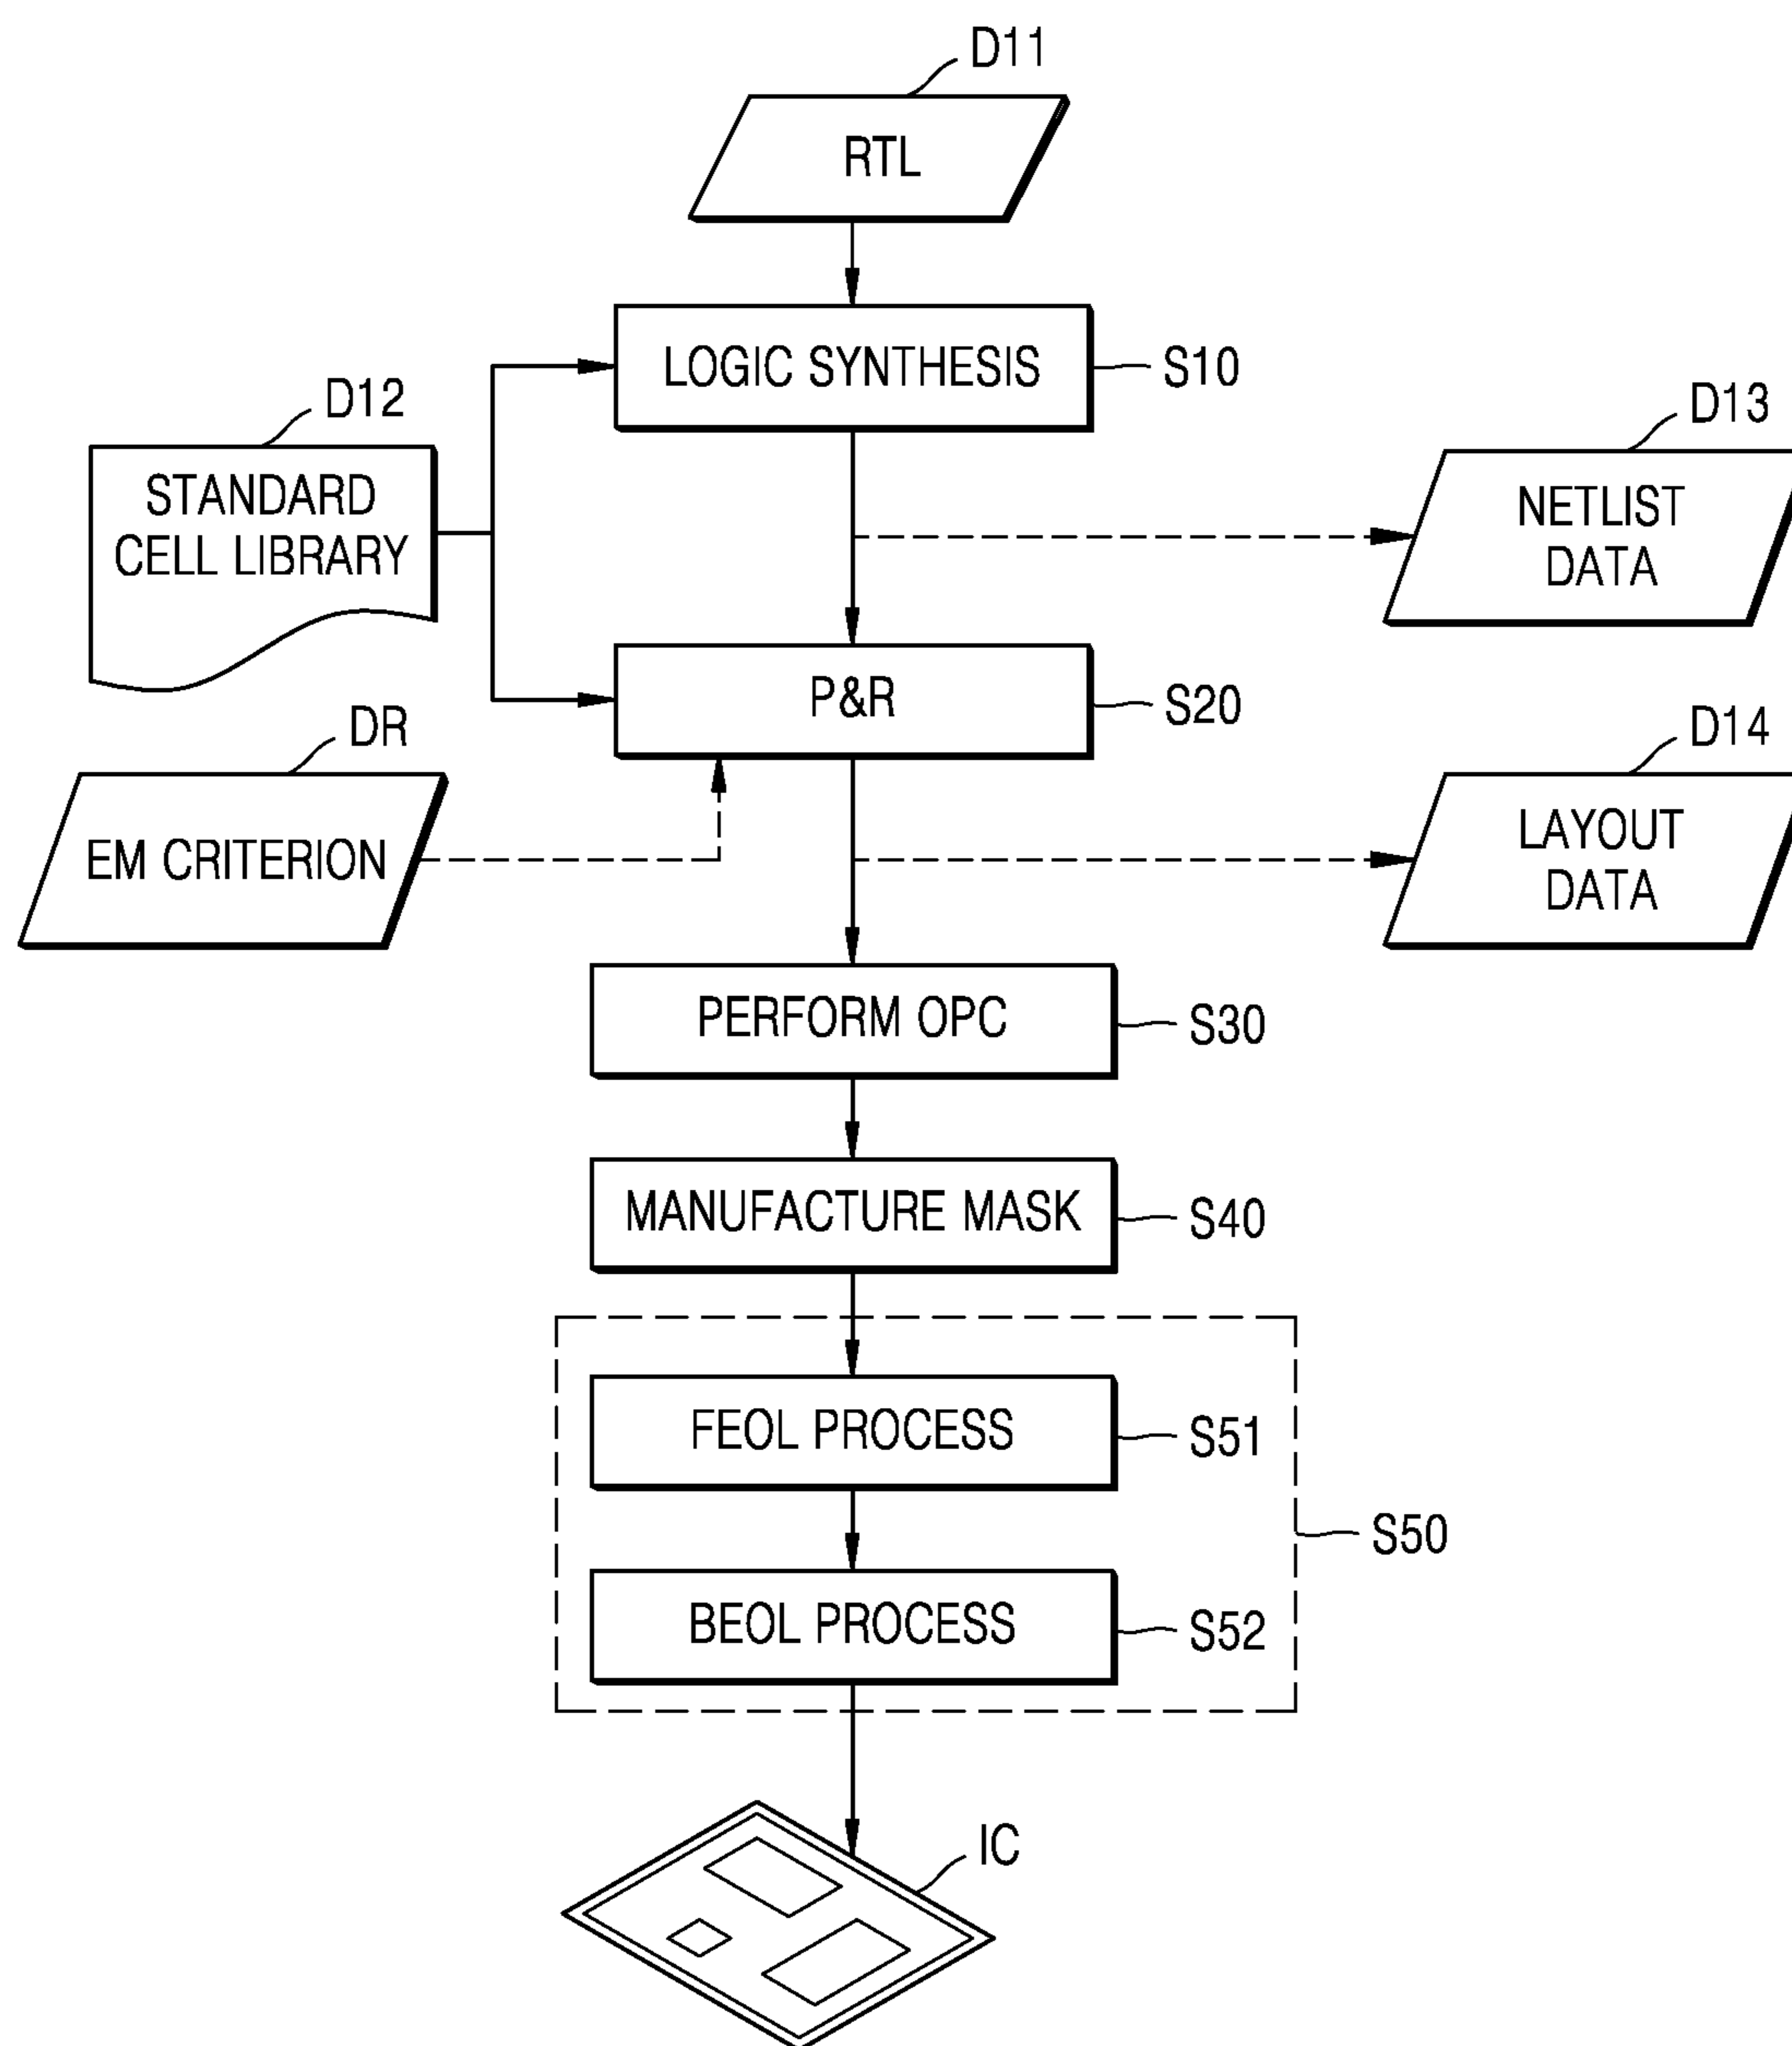 D11
RTL
LOGIC SYNTHESIS
S10
D12
STANDARD
CELL LIBRARY
D13
NETLIST
DATA
P&R
S20
DR
EM CRITERION
D14
LAYOUT
DATA
PERFORM OPC
S30
MANUFACTURE MASK
S40
FEOL PROCESS
S51
S50
BEOL PROCESS
S52
IC